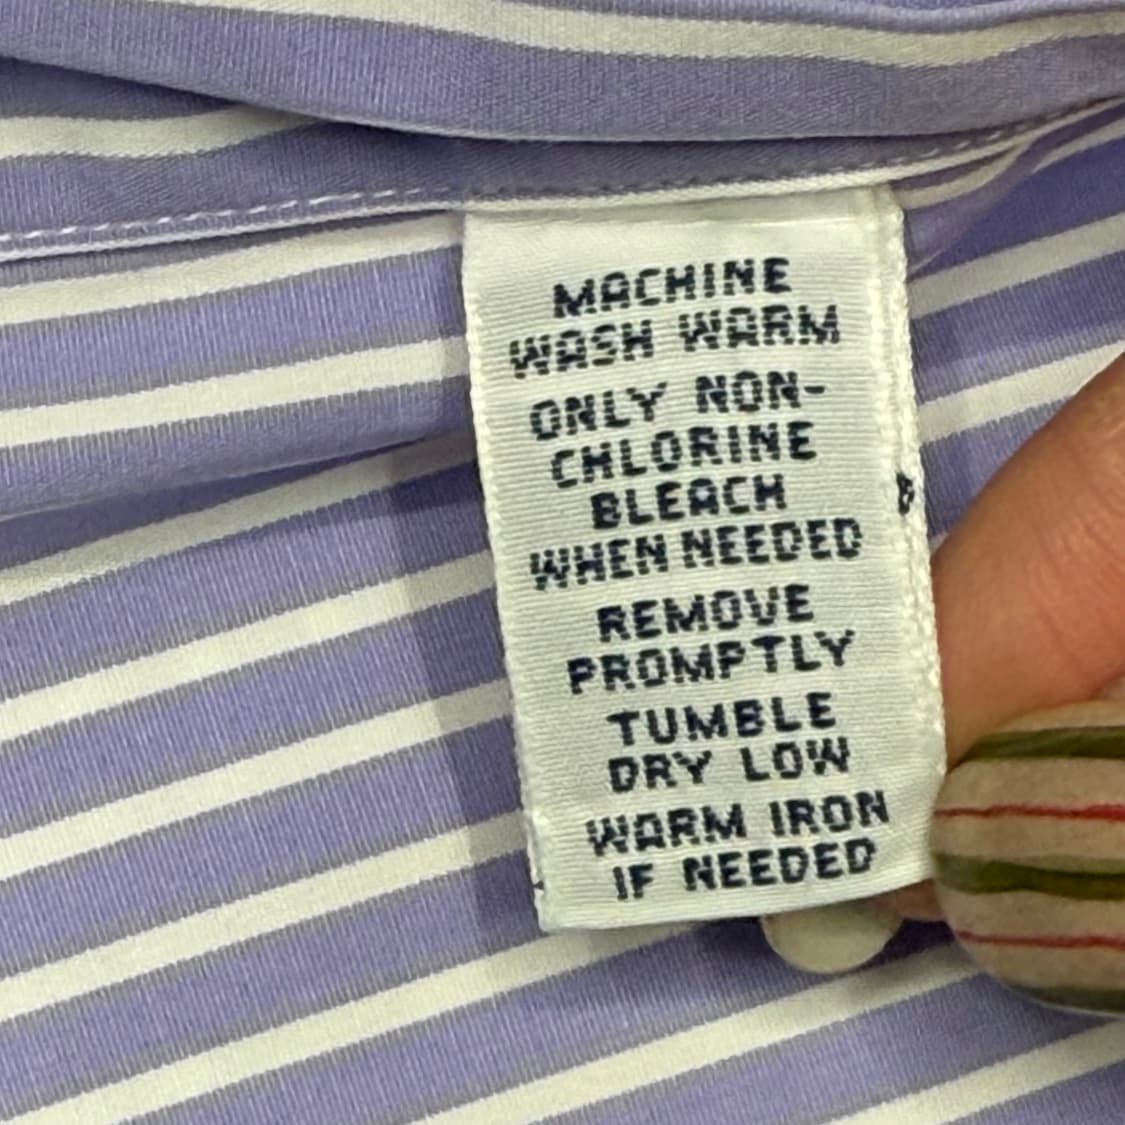 MACHINE
WASH WARM
ONLY NON-
CHLORINE
BLEACH
WHEN NEEDED
REMOVE
PROMPTLY
TUMBLE
DRY LOW
WARM IRON
IF NEEDED